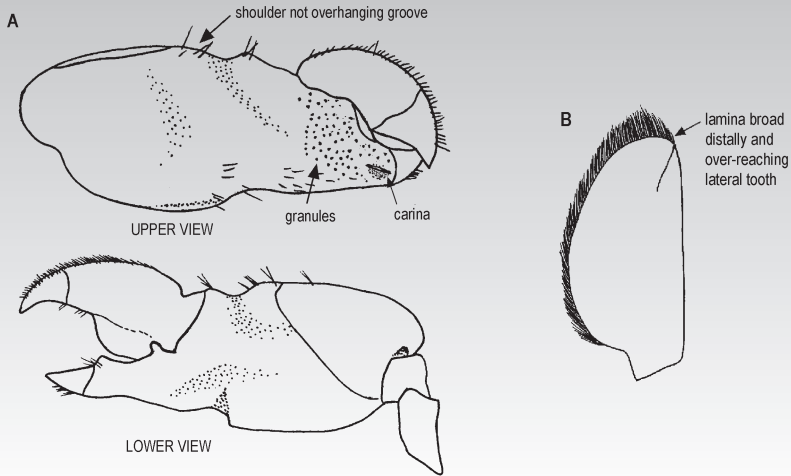 A
shoulder not overhanging groove
granules
carina
UPPER VIEW
LOWER VIEW
B
lamina broad
distally and
over-reaching
lateral tooth